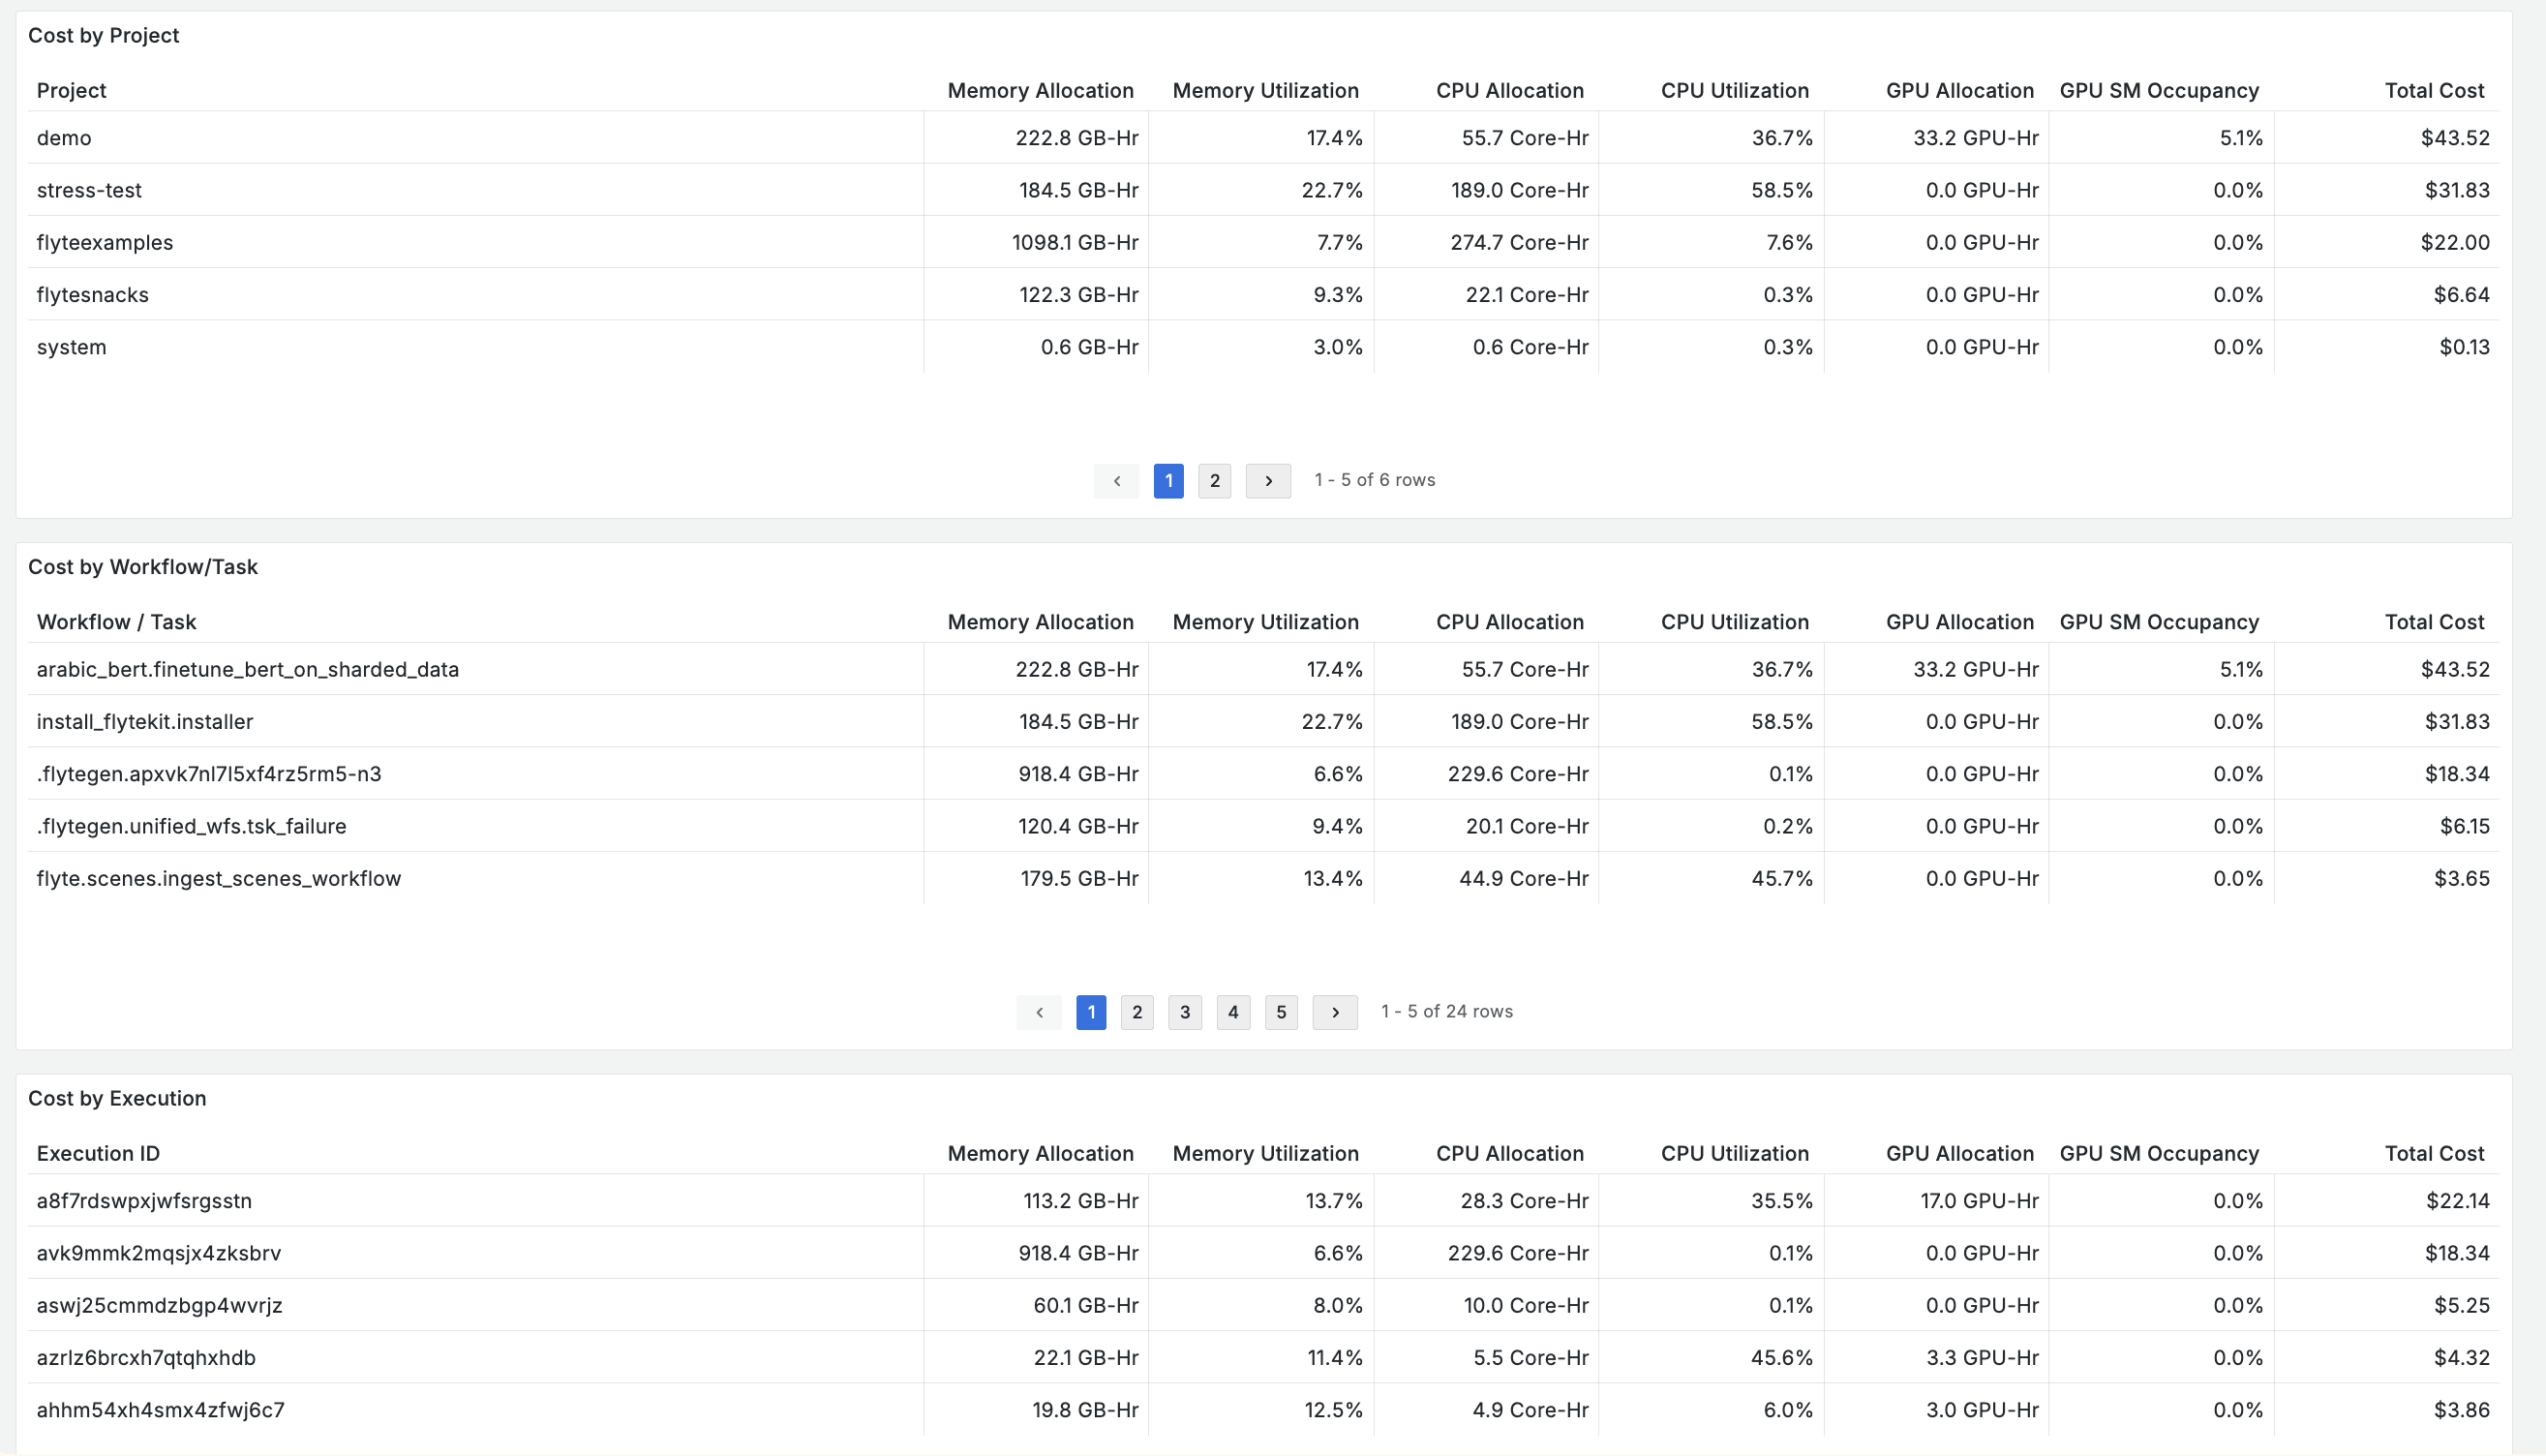 Cost by Project
Project Memory Allocation Memory Utilization CPU Allocation CPU Utilization GPU Allocation GPU SM Occupancy Total Cost
demo 222.8 GB-Hr 17.4% 55.7 Core-Hr 36.7% 33.2 GPU-Hr 5.1% $43.52
stress-test 184.5 GB-Hr 22.7% 189.0 Core-Hr 58.5% 0.0 GPU-Hr 0.0% $31.83
flyteexamples 1098.1 GB-Hr 7.7% 274.7 Core-Hr 7.6% 0.0 GPU-Hr 0.0% $22.00
flytesnacks 122.3 GB-Hr 9.3% 22.1 Core-Hr 0.3% 0.0 GPU-Hr 0.0% $6.64
system 0.6 GB-Hr 3.0% 0.6 Core-Hr 0.3% 0.0 GPU-Hr 0.0% $0.13
‹ 1 2 › 1 - 5 of 6 rows
Cost by Workflow/Task
Workflow / Task Memory Allocation Memory Utilization CPU Allocation CPU Utilization GPU Allocation GPU SM Occupancy Total Cost
arabic_bert.finetune_bert_on_sharded_data 222.8 GB-Hr 17.4% 55.7 Core-Hr 36.7% 33.2 GPU-Hr 5.1% $43.52
install_flytekit.installer 184.5 GB-Hr 22.7% 189.0 Core-Hr 58.5% 0.0 GPU-Hr 0.0% $31.83
.flytegen.apxvk7nl7l5xf4rz5rm5-n3 918.4 GB-Hr 6.6% 229.6 Core-Hr 0.1% 0.0 GPU-Hr 0.0% $18.34
.flytegen.unified_wfs.tsk_failure 120.4 GB-Hr 9.4% 20.1 Core-Hr 0.2% 0.0 GPU-Hr 0.0% $6.15
flyte.scenes.ingest_scenes_workflow 179.5 GB-Hr 13.4% 44.9 Core-Hr 45.7% 0.0 GPU-Hr 0.0% $3.65
‹ 1 2 3 4 5 › 1 - 5 of 24 rows
Cost by Execution
Execution ID Memory Allocation Memory Utilization CPU Allocation CPU Utilization GPU Allocation GPU SM Occupancy Total Cost
a8f7rdswpxjwfsrgsstn 113.2 GB-Hr 13.7% 28.3 Core-Hr 35.5% 17.0 GPU-Hr 0.0% $22.14
avk9mmk2mqsjx4zksbrv 918.4 GB-Hr 6.6% 229.6 Core-Hr 0.1% 0.0 GPU-Hr 0.0% $18.34
aswj25cmmdzbgp4wvrjz 60.1 GB-Hr 8.0% 10.0 Core-Hr 0.1% 0.0 GPU-Hr 0.0% $5.25
azrlz6brcxh7qtqhxhdb 22.1 GB-Hr 11.4% 5.5 Core-Hr 45.6% 3.3 GPU-Hr 0.0% $4.32
ahhm54xh4smx4zfwj6c7 19.8 GB-Hr 12.5% 4.9 Core-Hr 6.0% 3.0 GPU-Hr 0.0% $3.86